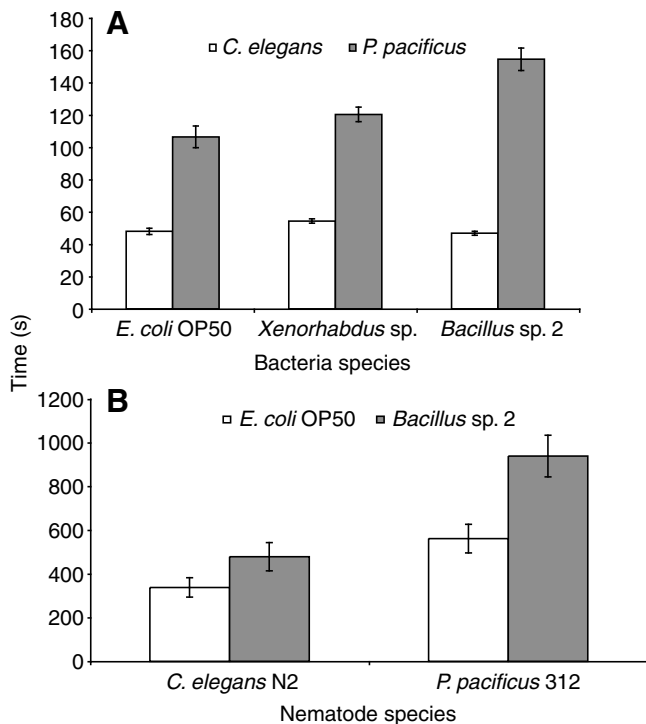 A
C. elegans P. pacificus
180
160
140
120
100
80
60
40
20
0
E. coli OP50 Xenorhabdus sp. Bacillus sp. 2
Bacteria species
Time (s)
B
E. coli OP50 Bacillus sp. 2
1200
1000
800
600
400
200
0
C. elegans N2 P. pacificus 312
Nematode species